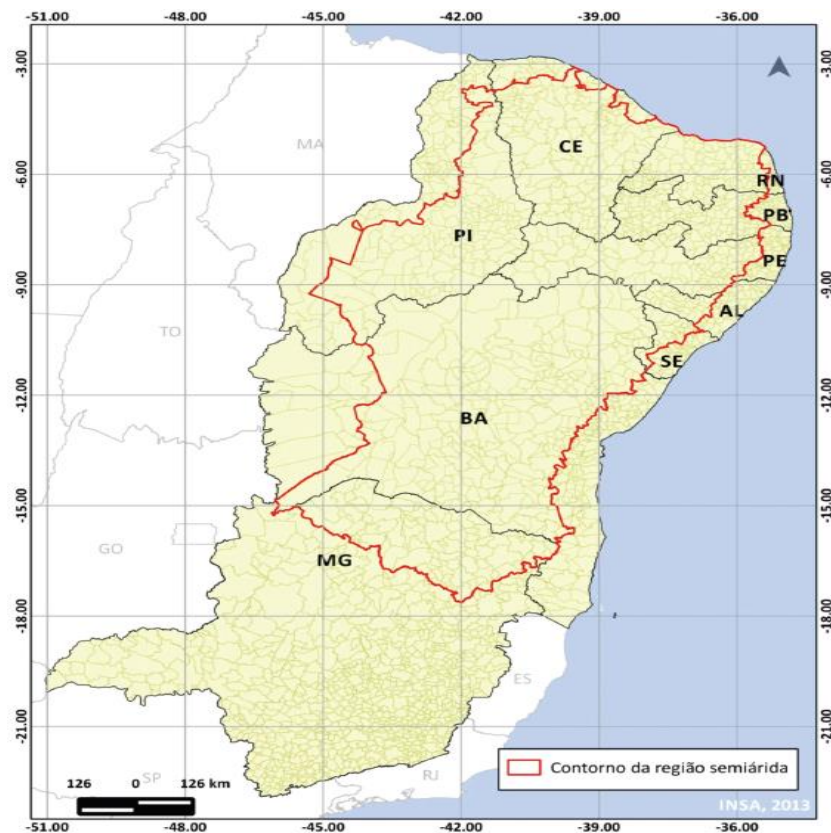 -51.00 -48.00 -45.00 -42.00 -39.00 -36.00
-3.00 -3.00
MA
CE
-6.00 -6.00
RN
PB
PI
PE
-9.00 -9.00
AL
TO
SE
-12.00 -12.00
BA
-15.00 -15.00
GO
MG
-18.00 -18.00
ES
-21.00 -21.00
Contorno da região semiárida
126 0 126 km
SP
RJ
INSA, 2013
-51.00 -48.00 -45.00 -42.00 -39.00 -36.00